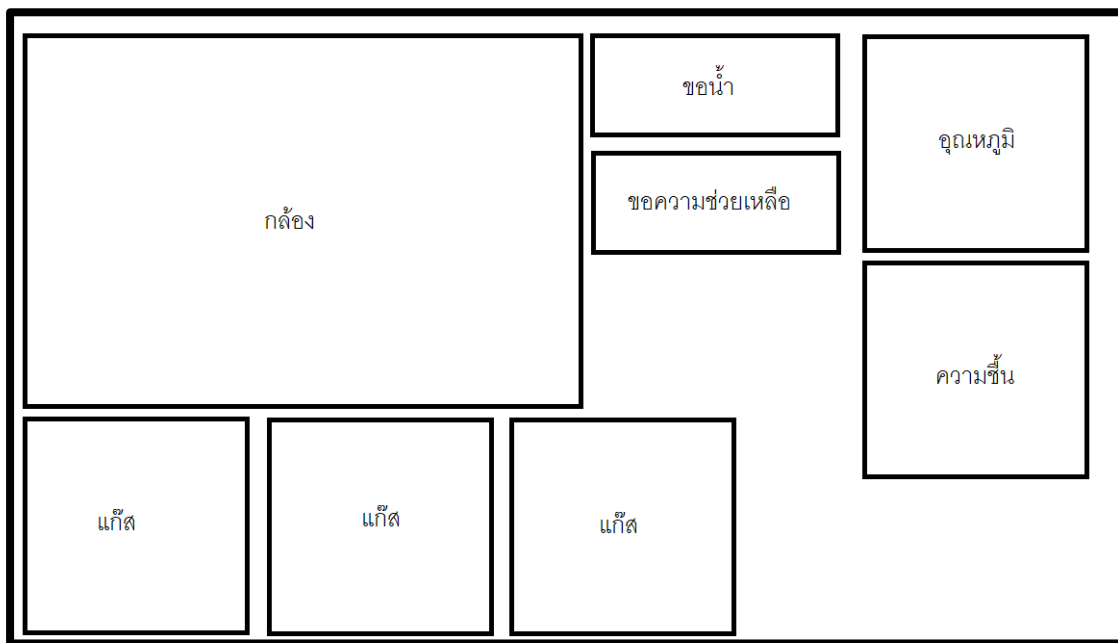 กล้อง
ขอน้ำ
ขอความช่วยเหลือ
อุณหภูมิ
ความชื้น
แก๊ส
แก๊ส
แก๊ส